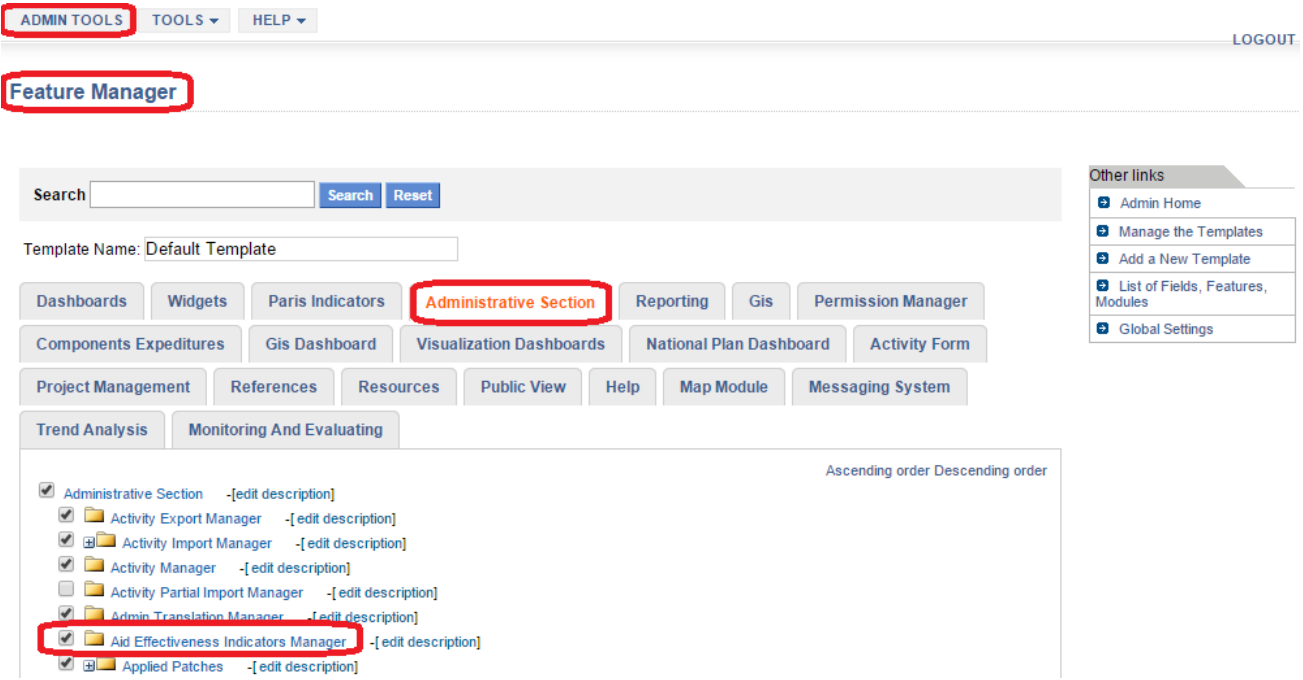 ADMIN TOOLS TOOLS HELP
LOGOUT
Feature Manager
Search Search Reset
Template Name: Default Template
Dashboards Widgets Paris Indicators Administrative Section Reporting Gis Permission Manager
Components Expeditures Gis Dashboard Visualization Dashboards National Plan Dashboard Activity Form
Project Management References Resources Public View Help Map Module Messaging System
Trend Analysis Monitoring And Evaluating
Ascending order Descending order
Administrative Section -[edit description]
Activity Export Manager -[ edit description]
Activity Import Manager -[ edit description]
Activity Manager -[ edit description]
Activity Partial Import Manager -[ edit description]
Admin Translation Manager -[ edit description]
Aid Effectiveness Indicators Manager -[ edit description]
Applied Patches -[ edit description]
Other links
Admin Home
Manage the Templates
Add a New Template
List of Fields, Features,
Modules
Global Settings